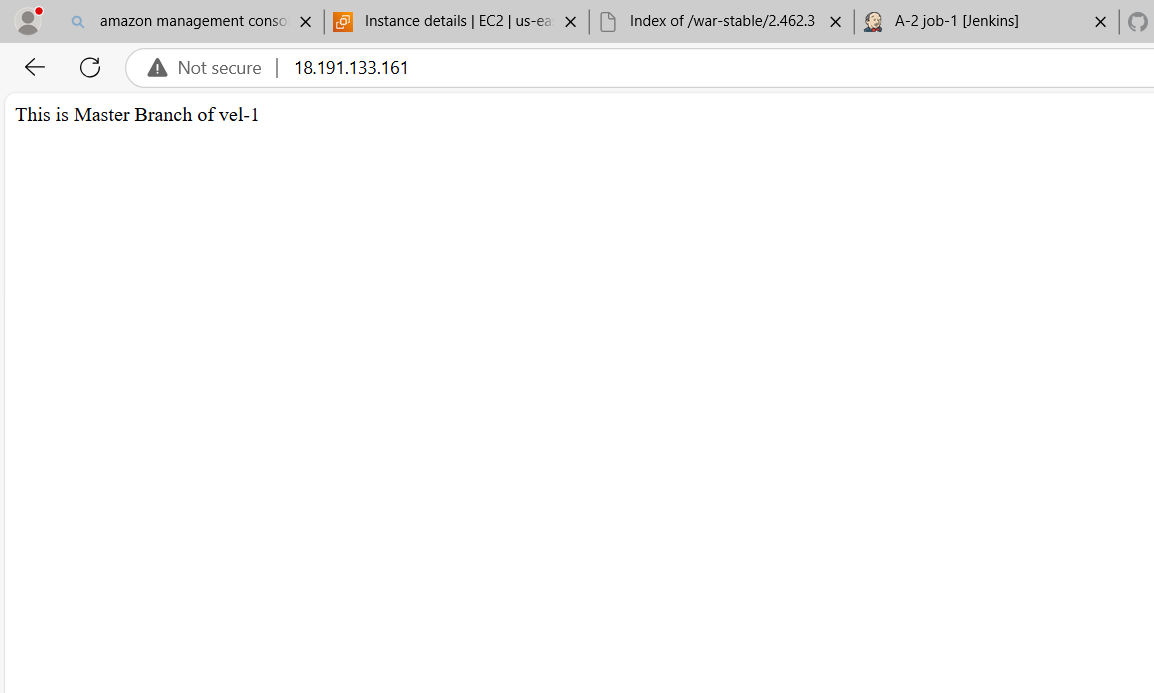 amazon management conso
Instance details | EC2 | us-ea
Index of /war-stable/2.462.3
A-2 job-1 [Jenkins]
Not secure
18.191.133.161
This is Master Branch of vel-1